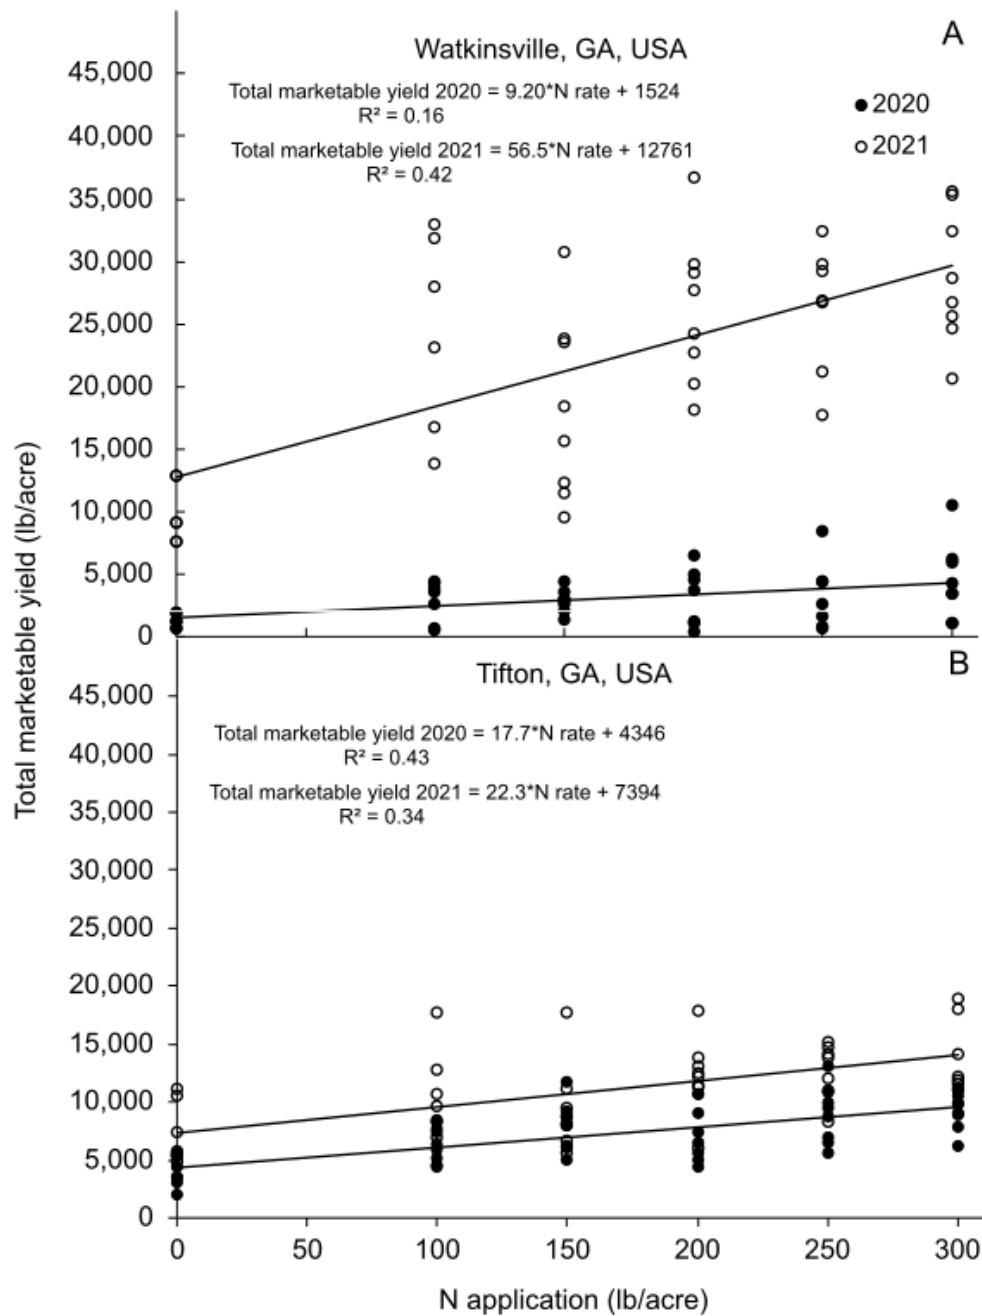 Watkinsville, GA, USA
A
Total marketable yield 2020 = 9.20*N rate + 1524
R² = 0.16
Total marketable yield 2021 = 56.5*N rate + 12761
R² = 0.42
2020
2021
45,000
40,000
35,000
30,000
25,000
20,000
15,000
10,000
5,000
0
Total marketable yield (lb/acre)
Tifton, GA, USA
B
Total marketable yield 2020 = 17.7*N rate + 4346
R² = 0.43
Total marketable yield 2021 = 22.3*N rate + 7394
R² = 0.34
45,000
40,000
35,000
30,000
25,000
20,000
15,000
10,000
5,000
0
0 50 100 150 200 250 300
N application (lb/acre)